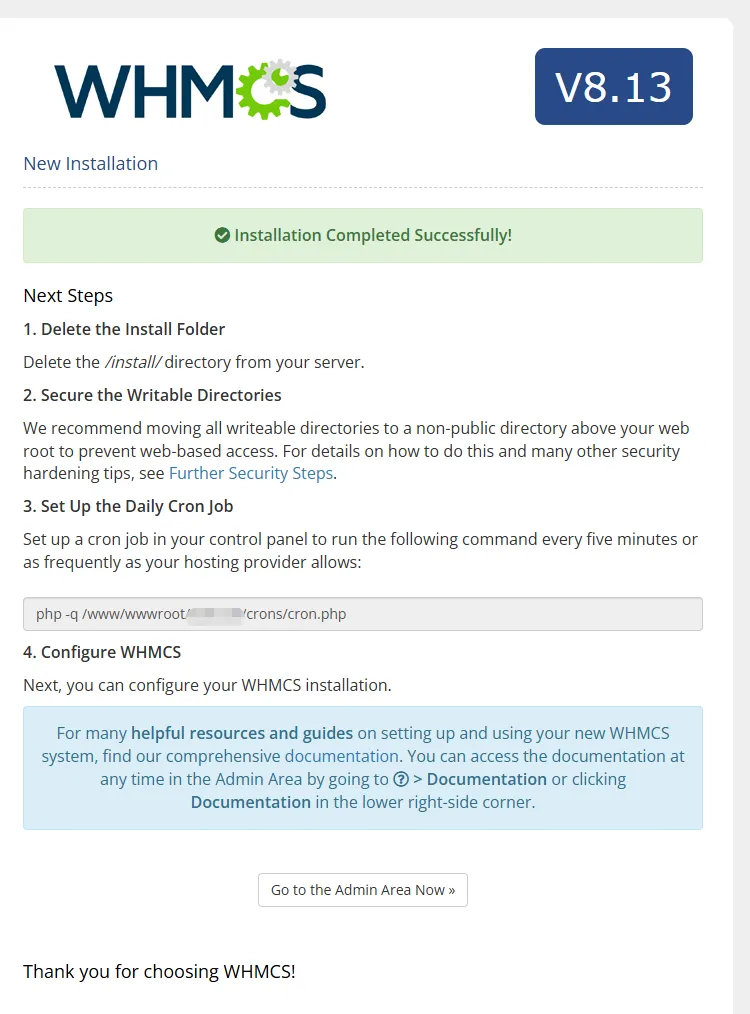 WHMCS
V8.13
New Installation
Installation Completed Successfully!
Next Steps
1. Delete the Install Folder
Delete the /install/ directory from your server.
2. Secure the Writable Directories
We recommend moving all writeable directories to a non-public directory above your web
root to prevent web-based access. For details on how to do this and many other security
hardening tips, see Further Security Steps.
3. Set Up the Daily Cron Job
Set up a cron job in your control panel to run the following command every five minutes or
as frequently as your hosting provider allows:
php -q /www/wwwroot/ /crons/cron.php
4. Configure WHMCS
Next, you can configure your WHMCS installation.
For many helpful resources and guides on setting up and using your new WHMCS
system, find our comprehensive documentation. You can access the documentation at
any time in the Admin Area by going to ? > Documentation or clicking
Documentation in the lower right-side corner.
Go to the Admin Area Now »
Thank you for choosing WHMCS!